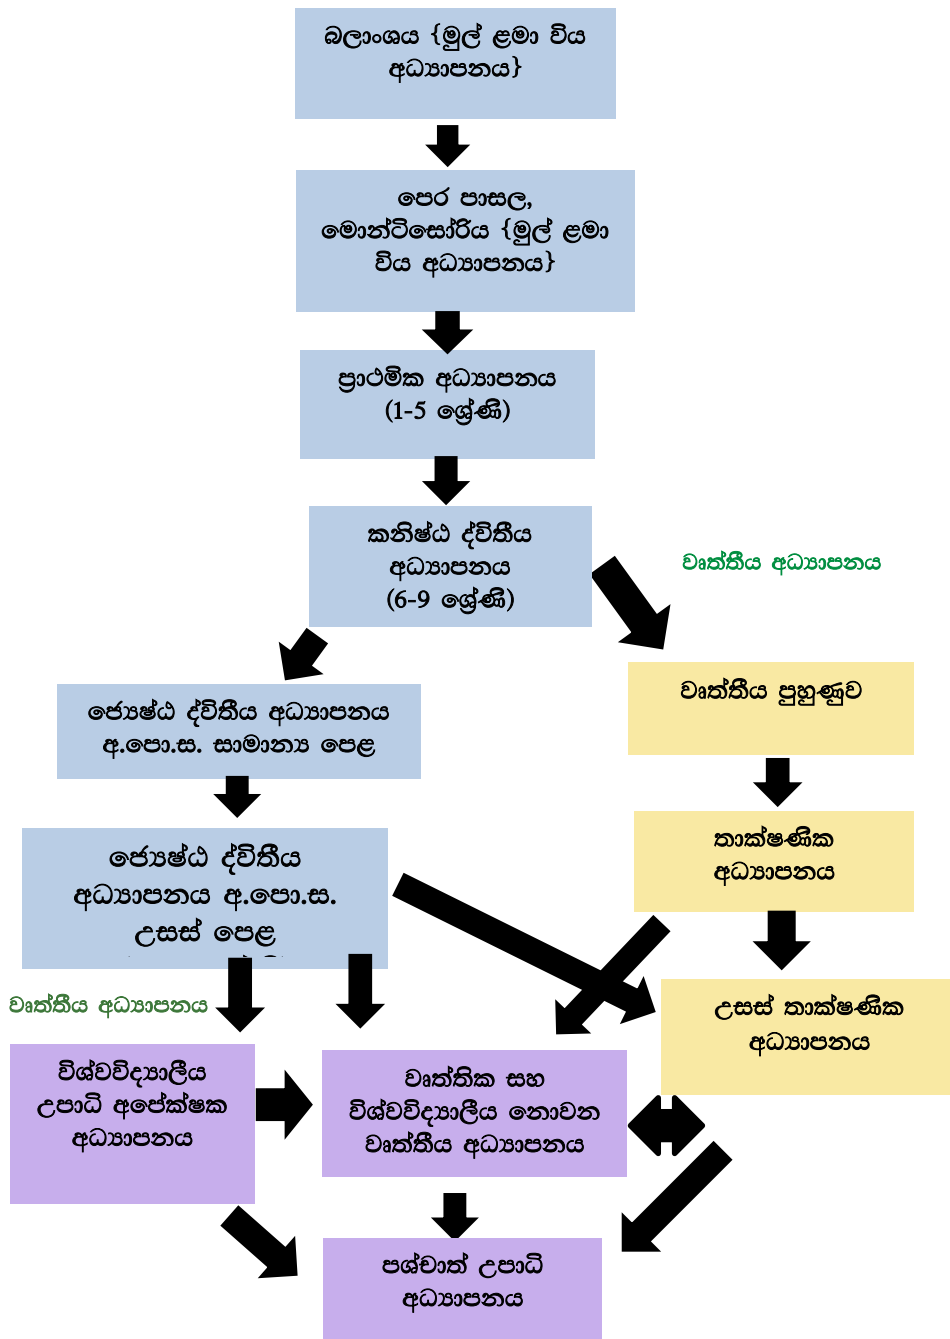 බලාංශය {මුල් ළමා විය
අධ්‍යාපනය}
පෙර පාසල,
මොන්ටිසෝරිය {මුල් ළමා
විය අධ්‍යාපනය}
ප්‍රාථමික අධ්‍යාපනය
(1-5 ශ්‍රේණි)
කනිෂ්ඨ ද්විතීය
අධ්‍යාපනය
(6-9 ශ්‍රේණි)
වෘත්තීය අධ්‍යාපනය
වෘත්තීය පුහුණුව
ජ්‍යෙෂ්ඨ ද්විතීය අධ්‍යාපනය
අ.පො.ස. සාමාන්‍ය පෙළ
තාක්ෂණික
අධ්‍යාපනය
ජ්‍යෙෂ්ඨ ද්විතීය
අධ්‍යාපනය අ.පො.ස.
උසස් පෙළ
වෘත්තීය අධ්‍යාපනය
උසස් තාක්ෂණික
අධ්‍යාපනය
විශ්වවිද්‍යාලීය
උපාධි අපේක්ෂක
අධ්‍යාපනය
වෘත්තික සහ
විශ්වවිද්‍යාලීය නොවන
වෘත්තීය අධ්‍යාපනය
පශ්චාත් උපාධි
අධ්‍යාපනය